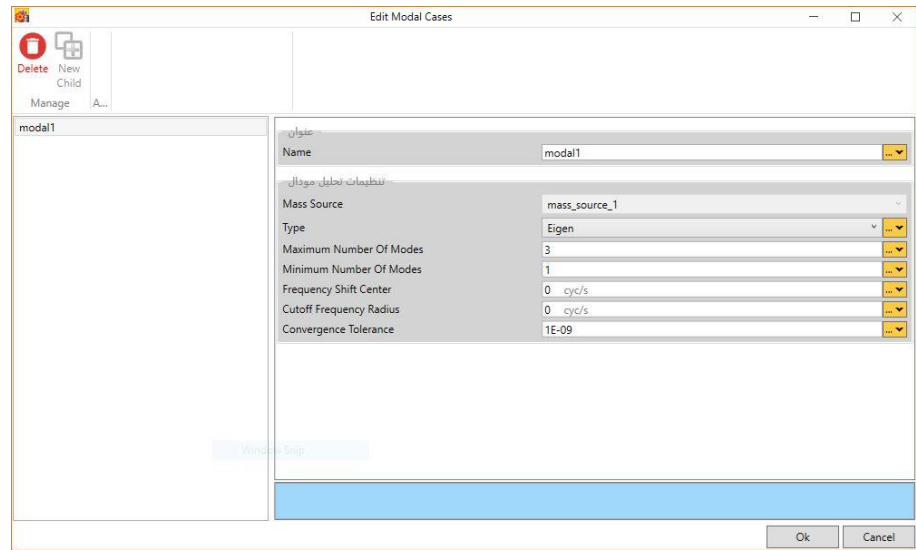 Edit Modal Cases
Delete New Child
Manage A...
modal1
عنوان
Name modal1 ...
تنظیمات تحلیل مودال
Mass Source mass_source_1
Type Eigen ...
Maximum Number Of Modes 3 ...
Minimum Number Of Modes 1 ...
Frequency Shift Center 0 cyc/s ...
Cutoff Frequency Radius 0 cyc/s ...
Convergence Tolerance 1E-09 ...
Window Snip
Ok Cancel